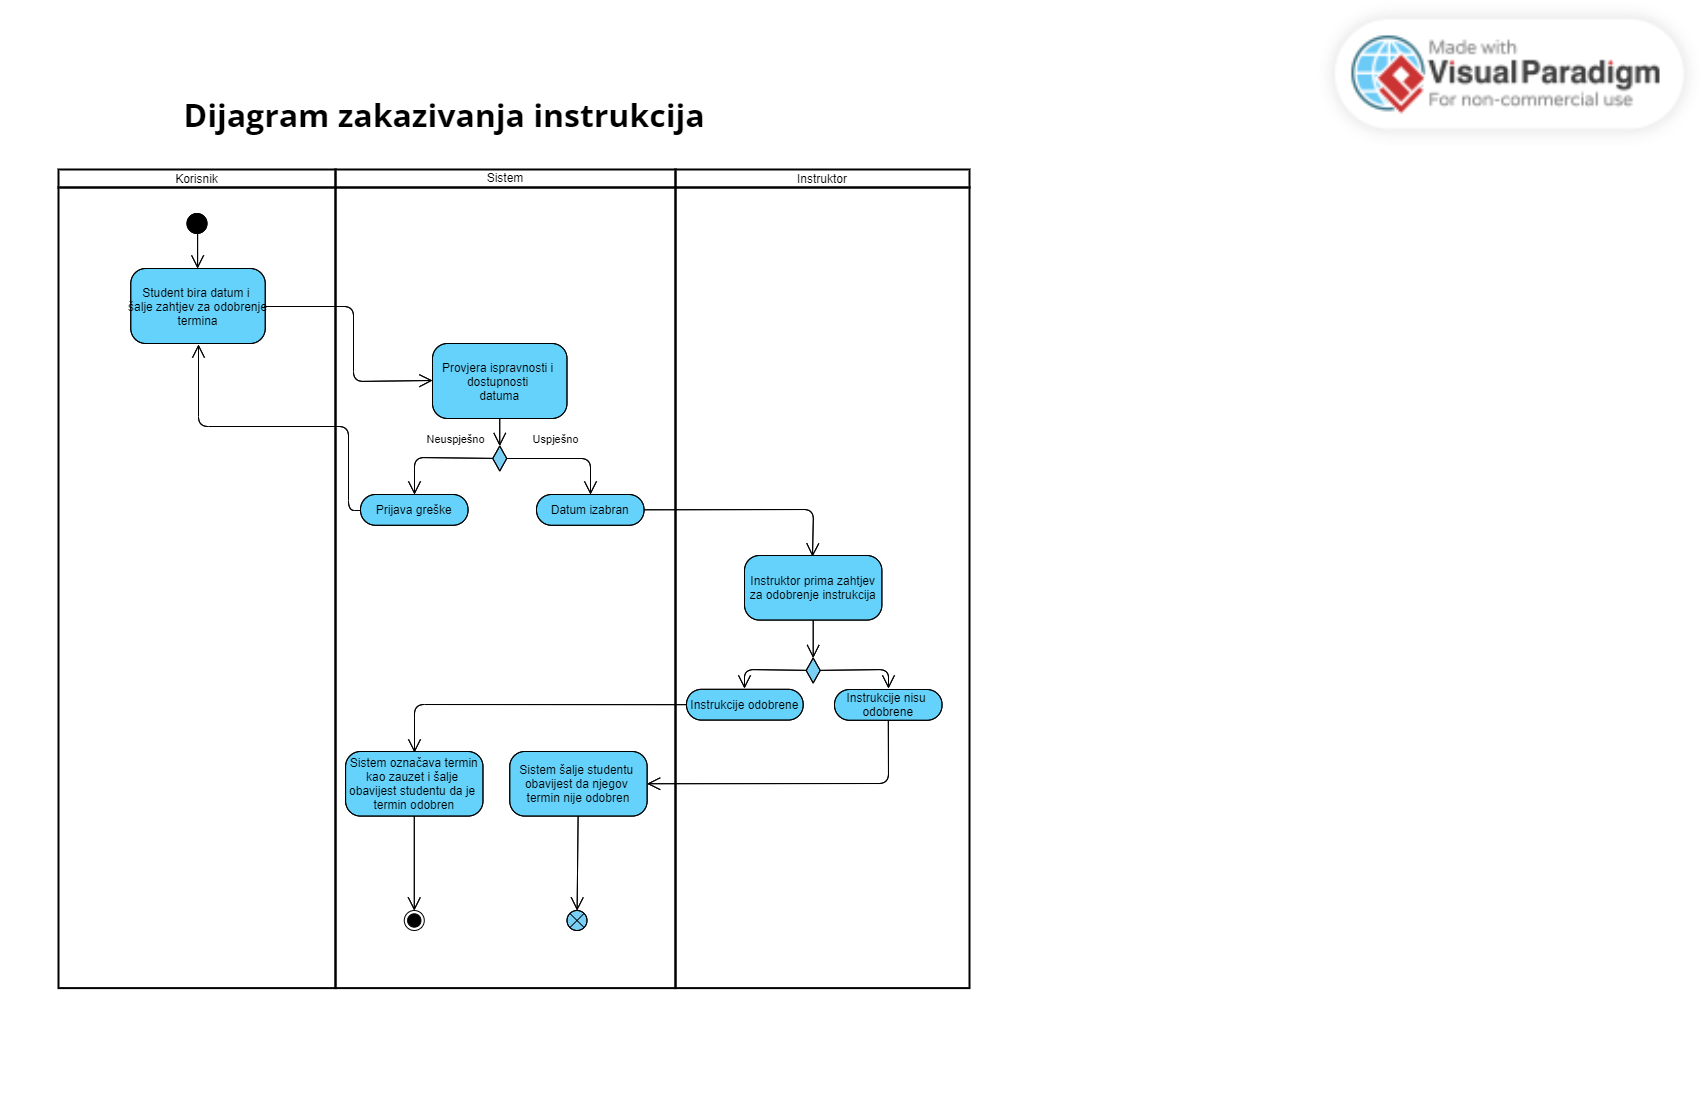 Made with
Visual Paradigm
For non-commercial use
Dijagram zakazivanja instrukcija
Korisnik
Sistem
Instruktor
Student bira datum i
šalje zahtjev za odobrenje
termina
Provjera ispravnosti i
dostupnosti
datuma
Neuspješno
Uspješno
Prijava greške
Datum izabran
Instruktor prima zahtjev
za odobrenje instrukcija
Instrukcije odobrene
Instrukcije nisu
odobrene
Sistem označava termin
kao zauzet i šalje
obavijest studentu da je
termin odobren
Sistem šalje studentu
obavijest da njegov
termin nije odobren